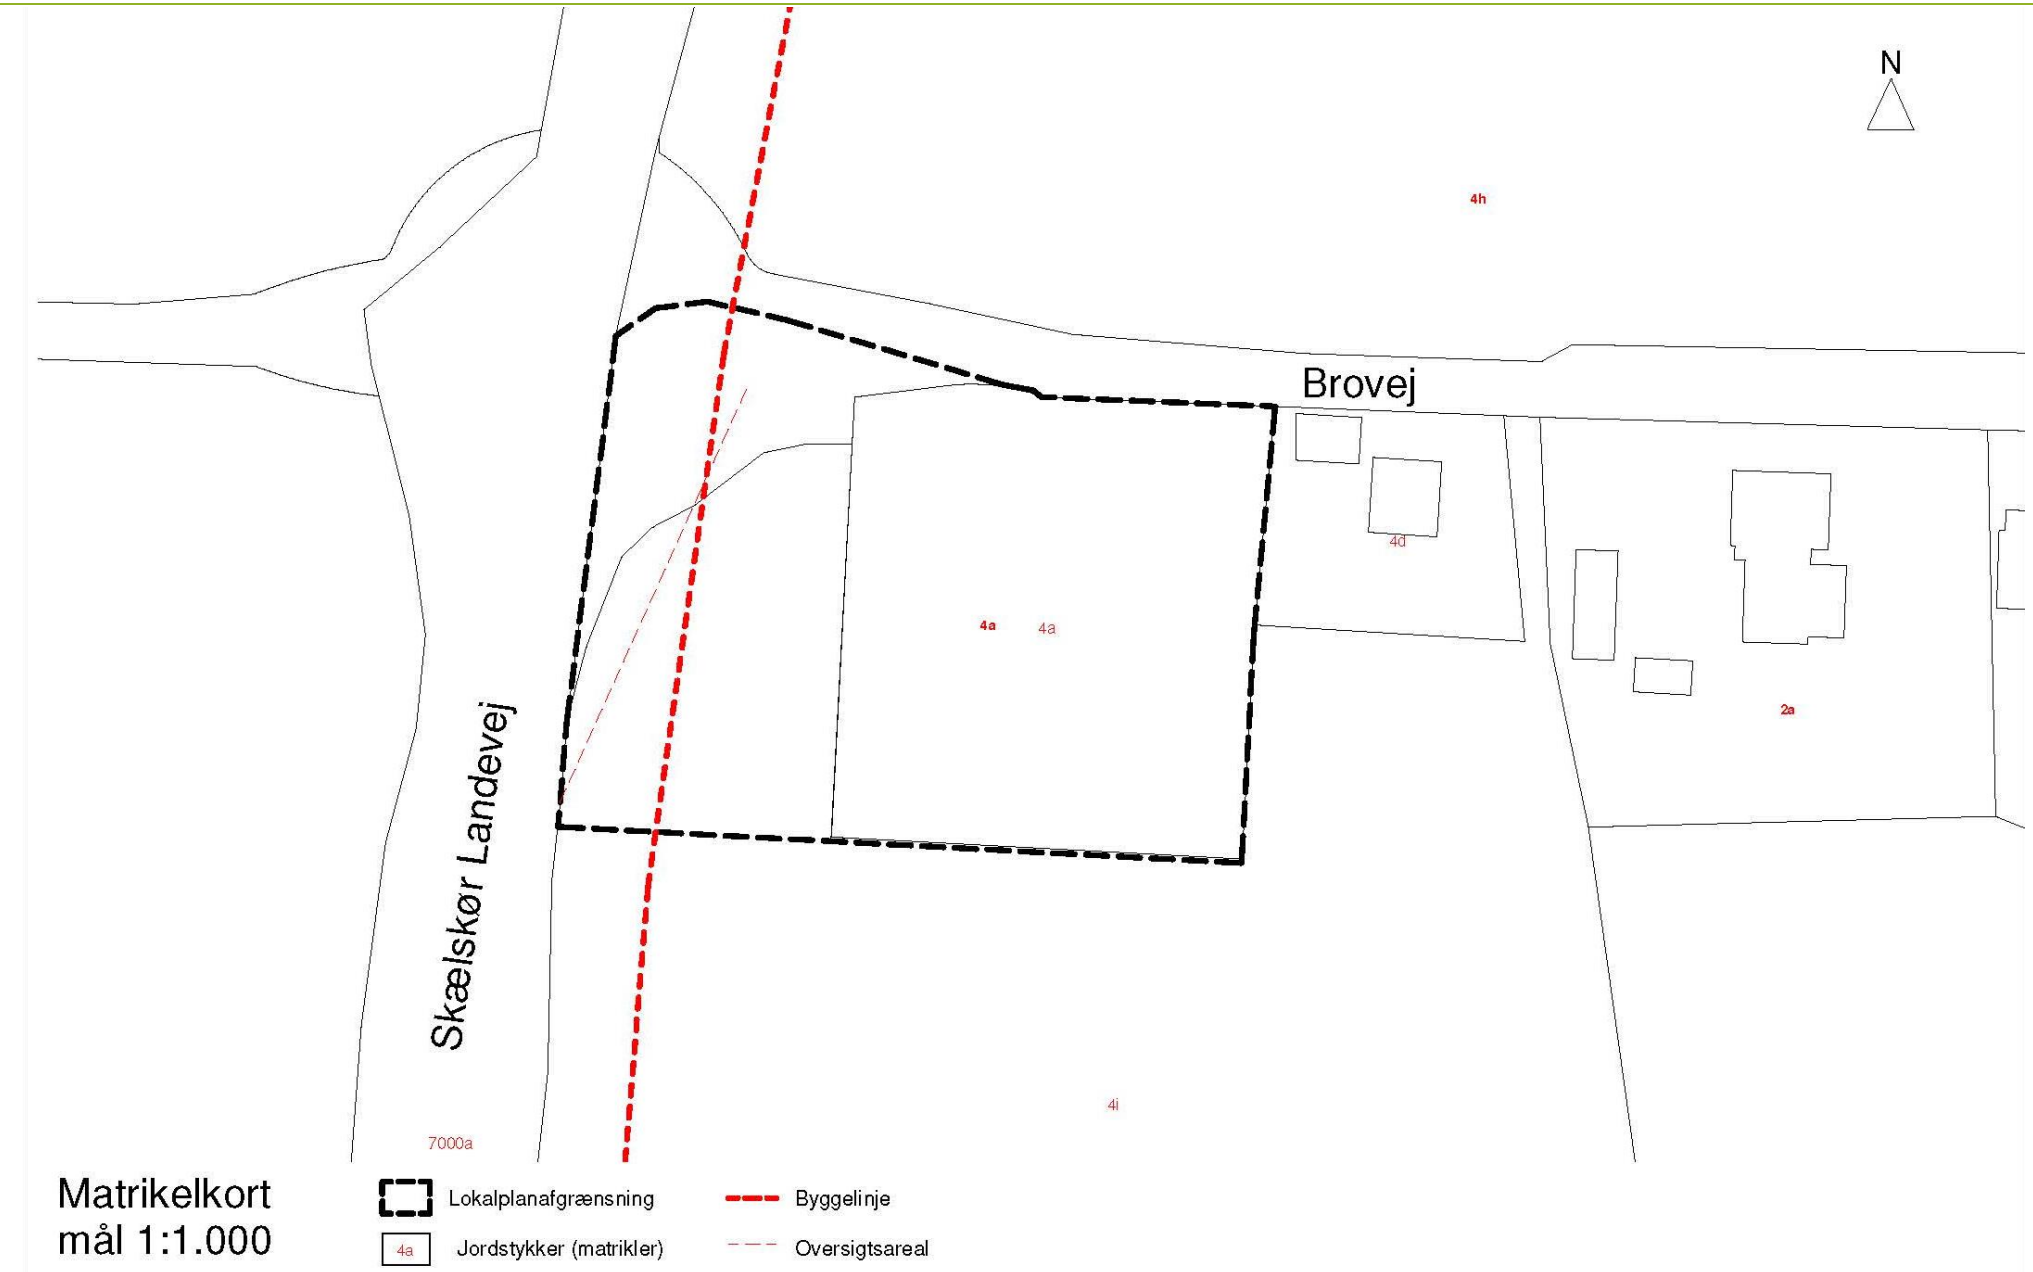 N
4h
Brovej
4d
4a 4a
2a
Skælskør Landevej
4i
7000a
Matrikelkort
mål 1:1.000
Lokalplanafgrænsning
4a Jordstykker (matrikler)
Byggelinje
Oversigtsareal